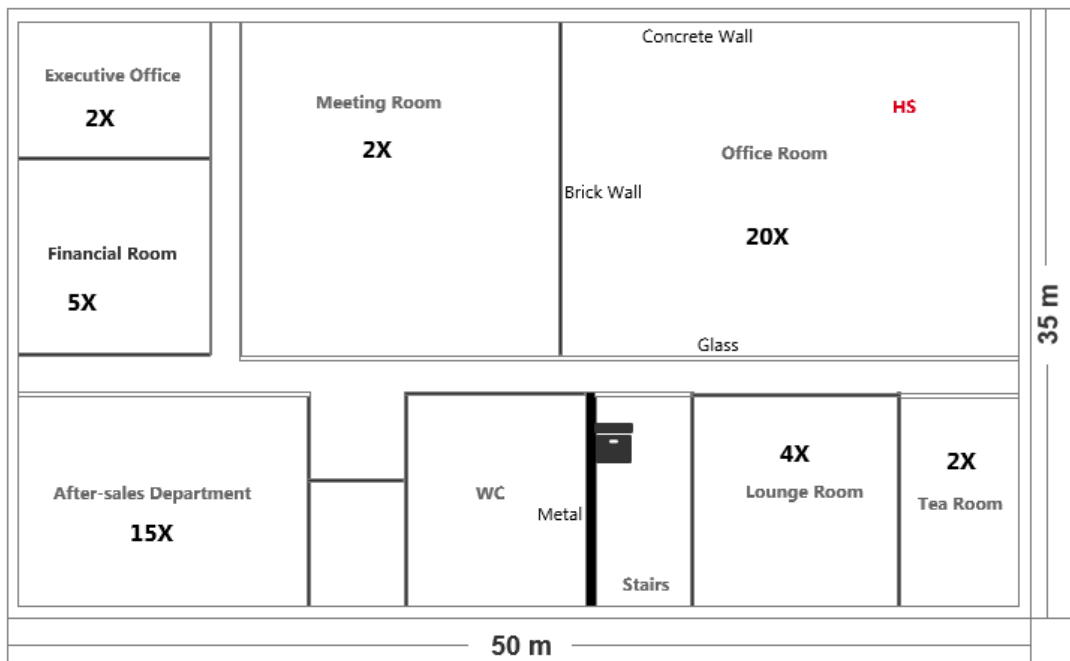 Concrete Wall
Executive Office
2X
Meeting Room
2X
HS
Office Room
20X
Brick Wall
Financial Room
5X
Glass
35 m
After-sales Department
15X
WC
Metal
Stairs
4X
Lounge Room
2X
Tea Room
50 m